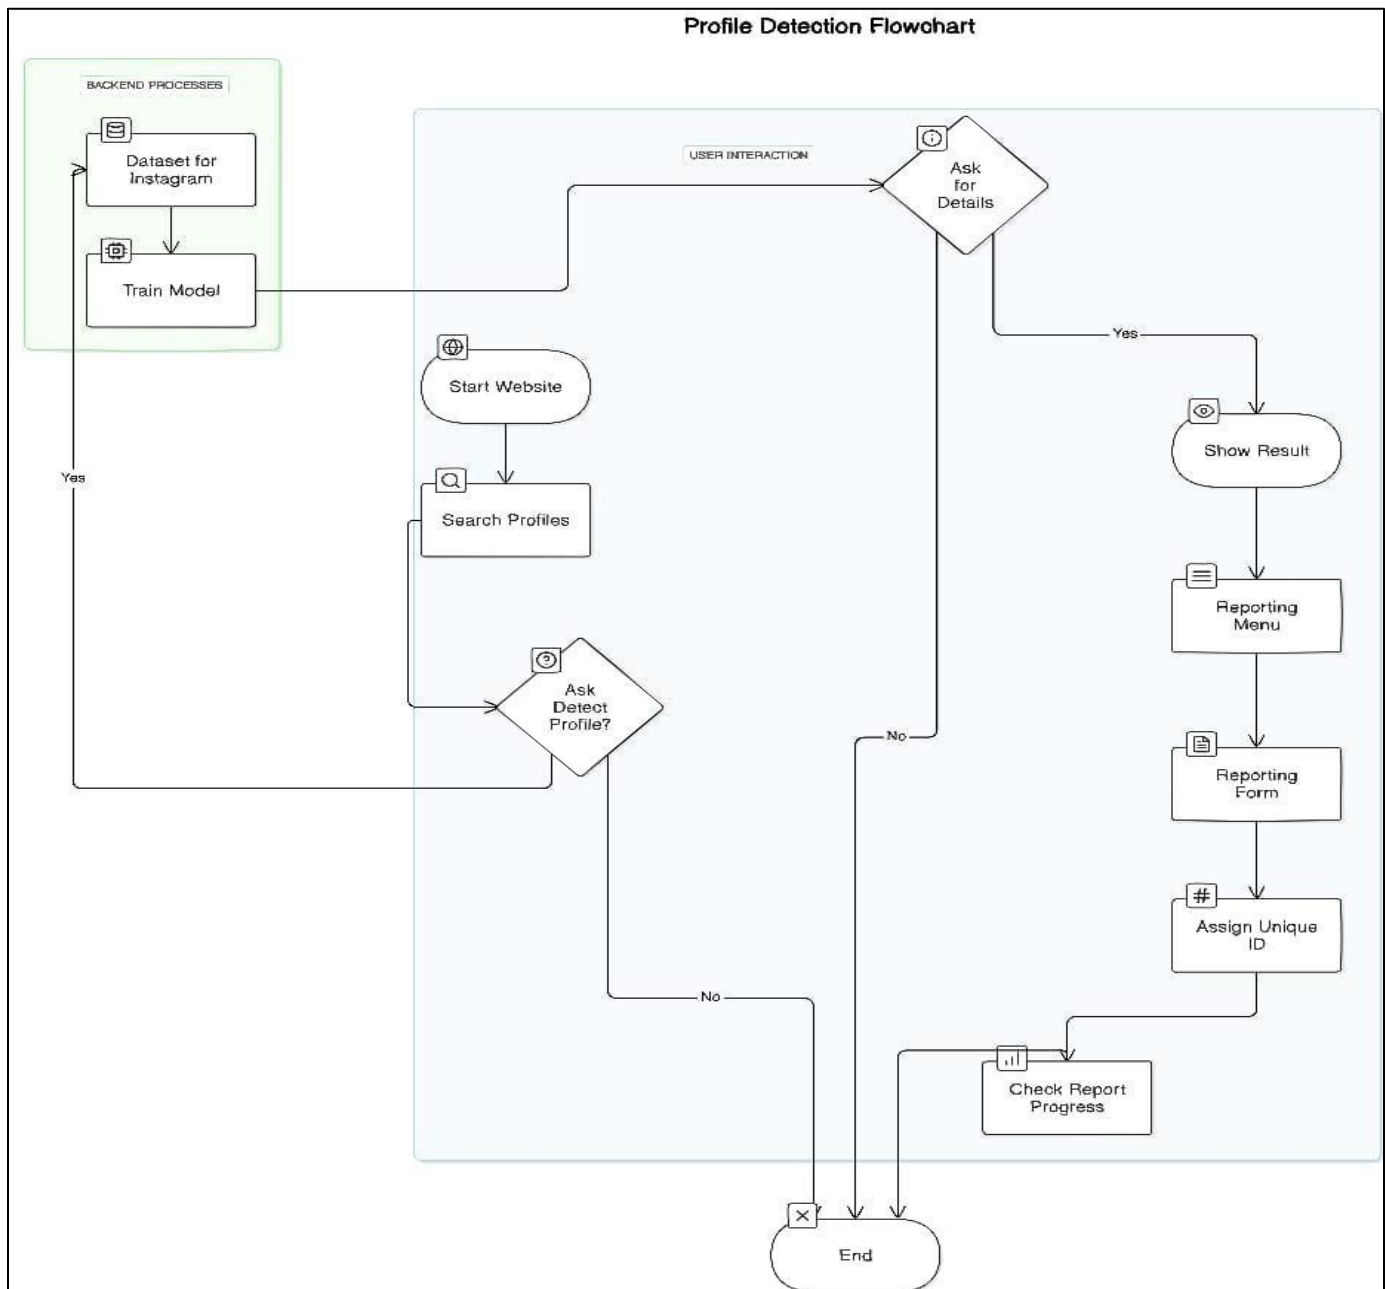 Profile Detection Flowchart
BACKEND PROCESSES
Dataset for
Instagram
Train Model
USER INTERACTION
Ask
for
Details
Yes
Start Website
Show Result
Yes
Search Profiles
Reporting
Menu
Ask
Detect
Profile?
No
Reporting
Form
Assign Unique
ID
No
Check Report
Progress
End